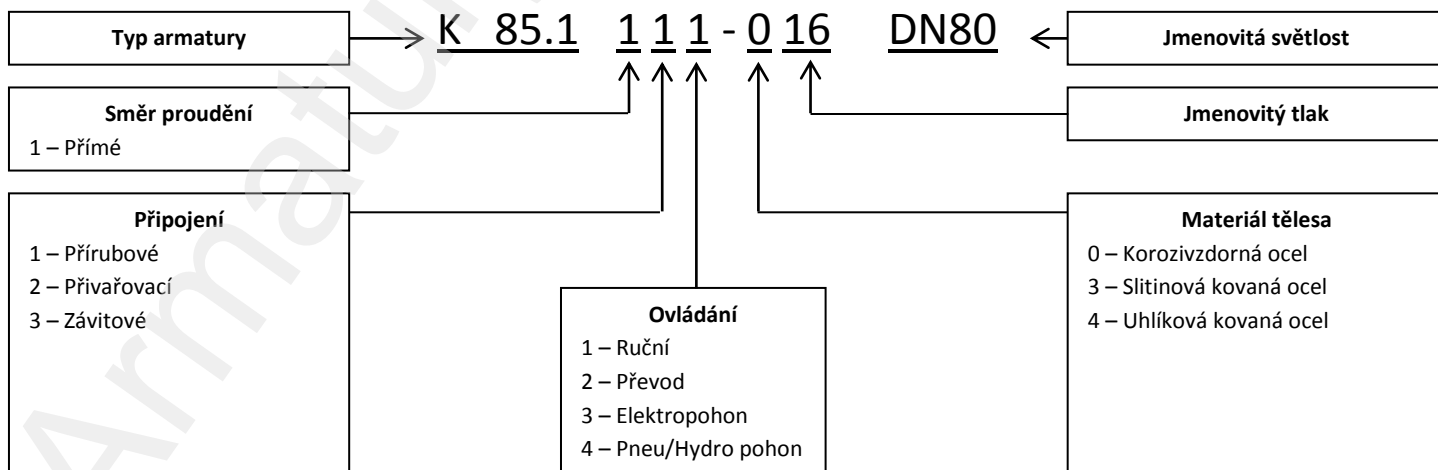 K 85.1 1 1 1 - 0 16 DN80
Typ armatury
Jmenovitá světlost
Směr proudění
1 – Přímé
Jmenovitý tlak
Připojení
1 – Přírubové
2 – Přivařovací
3 – Závitové
Ovládání
1 – Ruční
2 – Převod
3 – Elektropohon
4 – Pneu/Hydro pohon
Materiál tělesa
0 – Korozivzdorná ocel
3 – Slitinová kovaná ocel
4 – Uhlíková kovaná ocel
Armatu